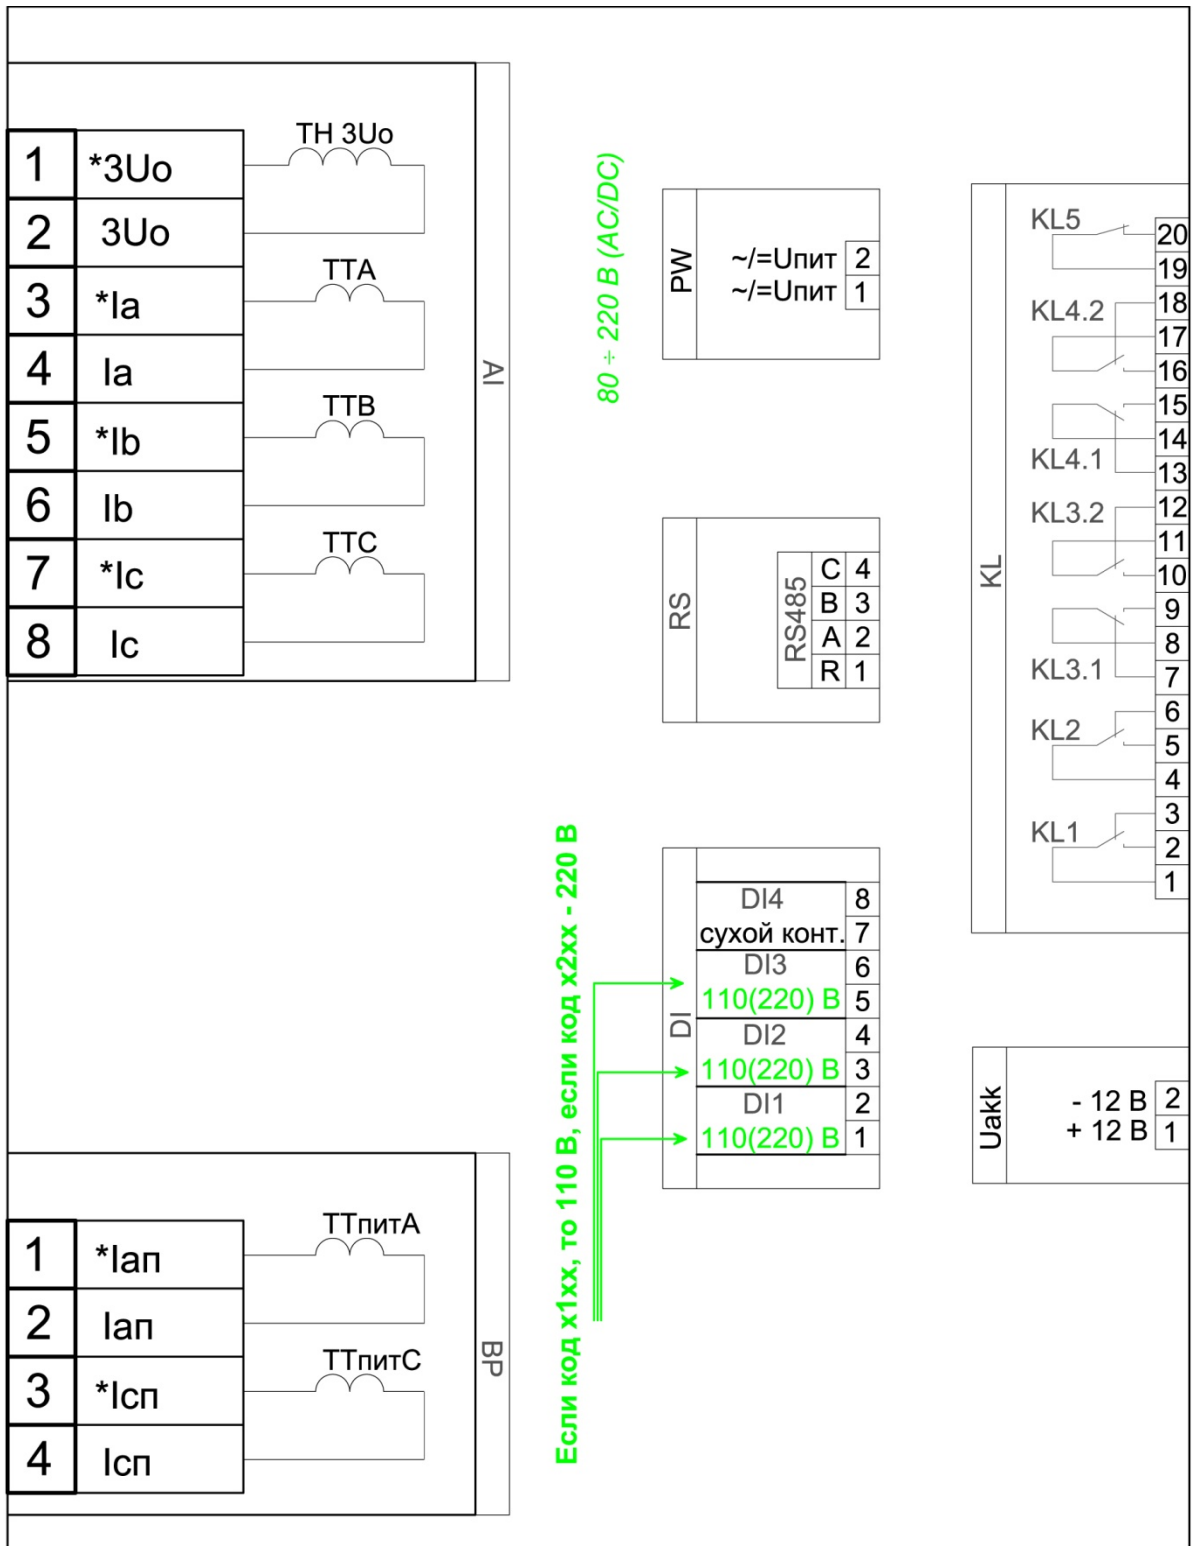 1 *3Uo
2 3Uo
3 *Ia
4 Ia
5 *Ib
6 Ib
7 *Ic
8 Ic
ТН 3Uo
ТТА
ТТВ
ТТС
AI
80 ÷ 220 В (AC/DC)
PW
~/=Uпит 2
~/=Uпит 1
RS
RS485
C 4
B 3
A 2
R 1
KL
KL5
KL4.2
KL4.1
KL3.2
KL3.1
KL2
KL1
20
19
18
17
16
15
14
13
12
11
10
9
8
7
6
5
4
3
2
1
Если код х1хх, то 110 В, если код х2хх - 220 В
DI
DI4 8
сухой конт. 7
DI3 6
110(220) В 5
DI2 4
110(220) В 3
DI1 2
110(220) В 1
Uakk
- 12 В 2
+ 12 В 1
1 *Iап
2 Iап
3 *Iсп
4 Iсп
ТТпитА
ТТпитС
BP